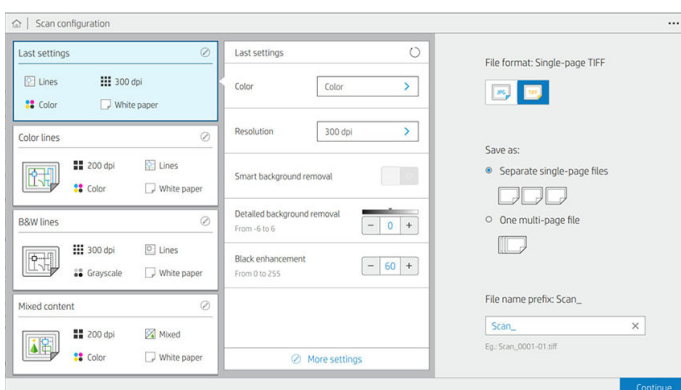 Scan configuration
Last settings
Lines
300 dpi
Color
White paper
Color lines
200 dpi
Lines
Color
White paper
B&W lines
300 dpi
Lines
Grayscale
White paper
Mixed content
200 dpi
Mixed
Color
White paper
Last settings
Color
Color
Resolution
300 dpi
Smart background removal
Detailed background removal
From -6 to 6
- 0 +
Black enhancement
From 0 to 255
- 60 +
More settings
File format: Single-page TIFF
JPG
TIFF
Save as:
Separate single-page files
One multi-page file
File name prefix: Scan_
Scan_
Eg.: Scan_0001-01.tiff
Continue